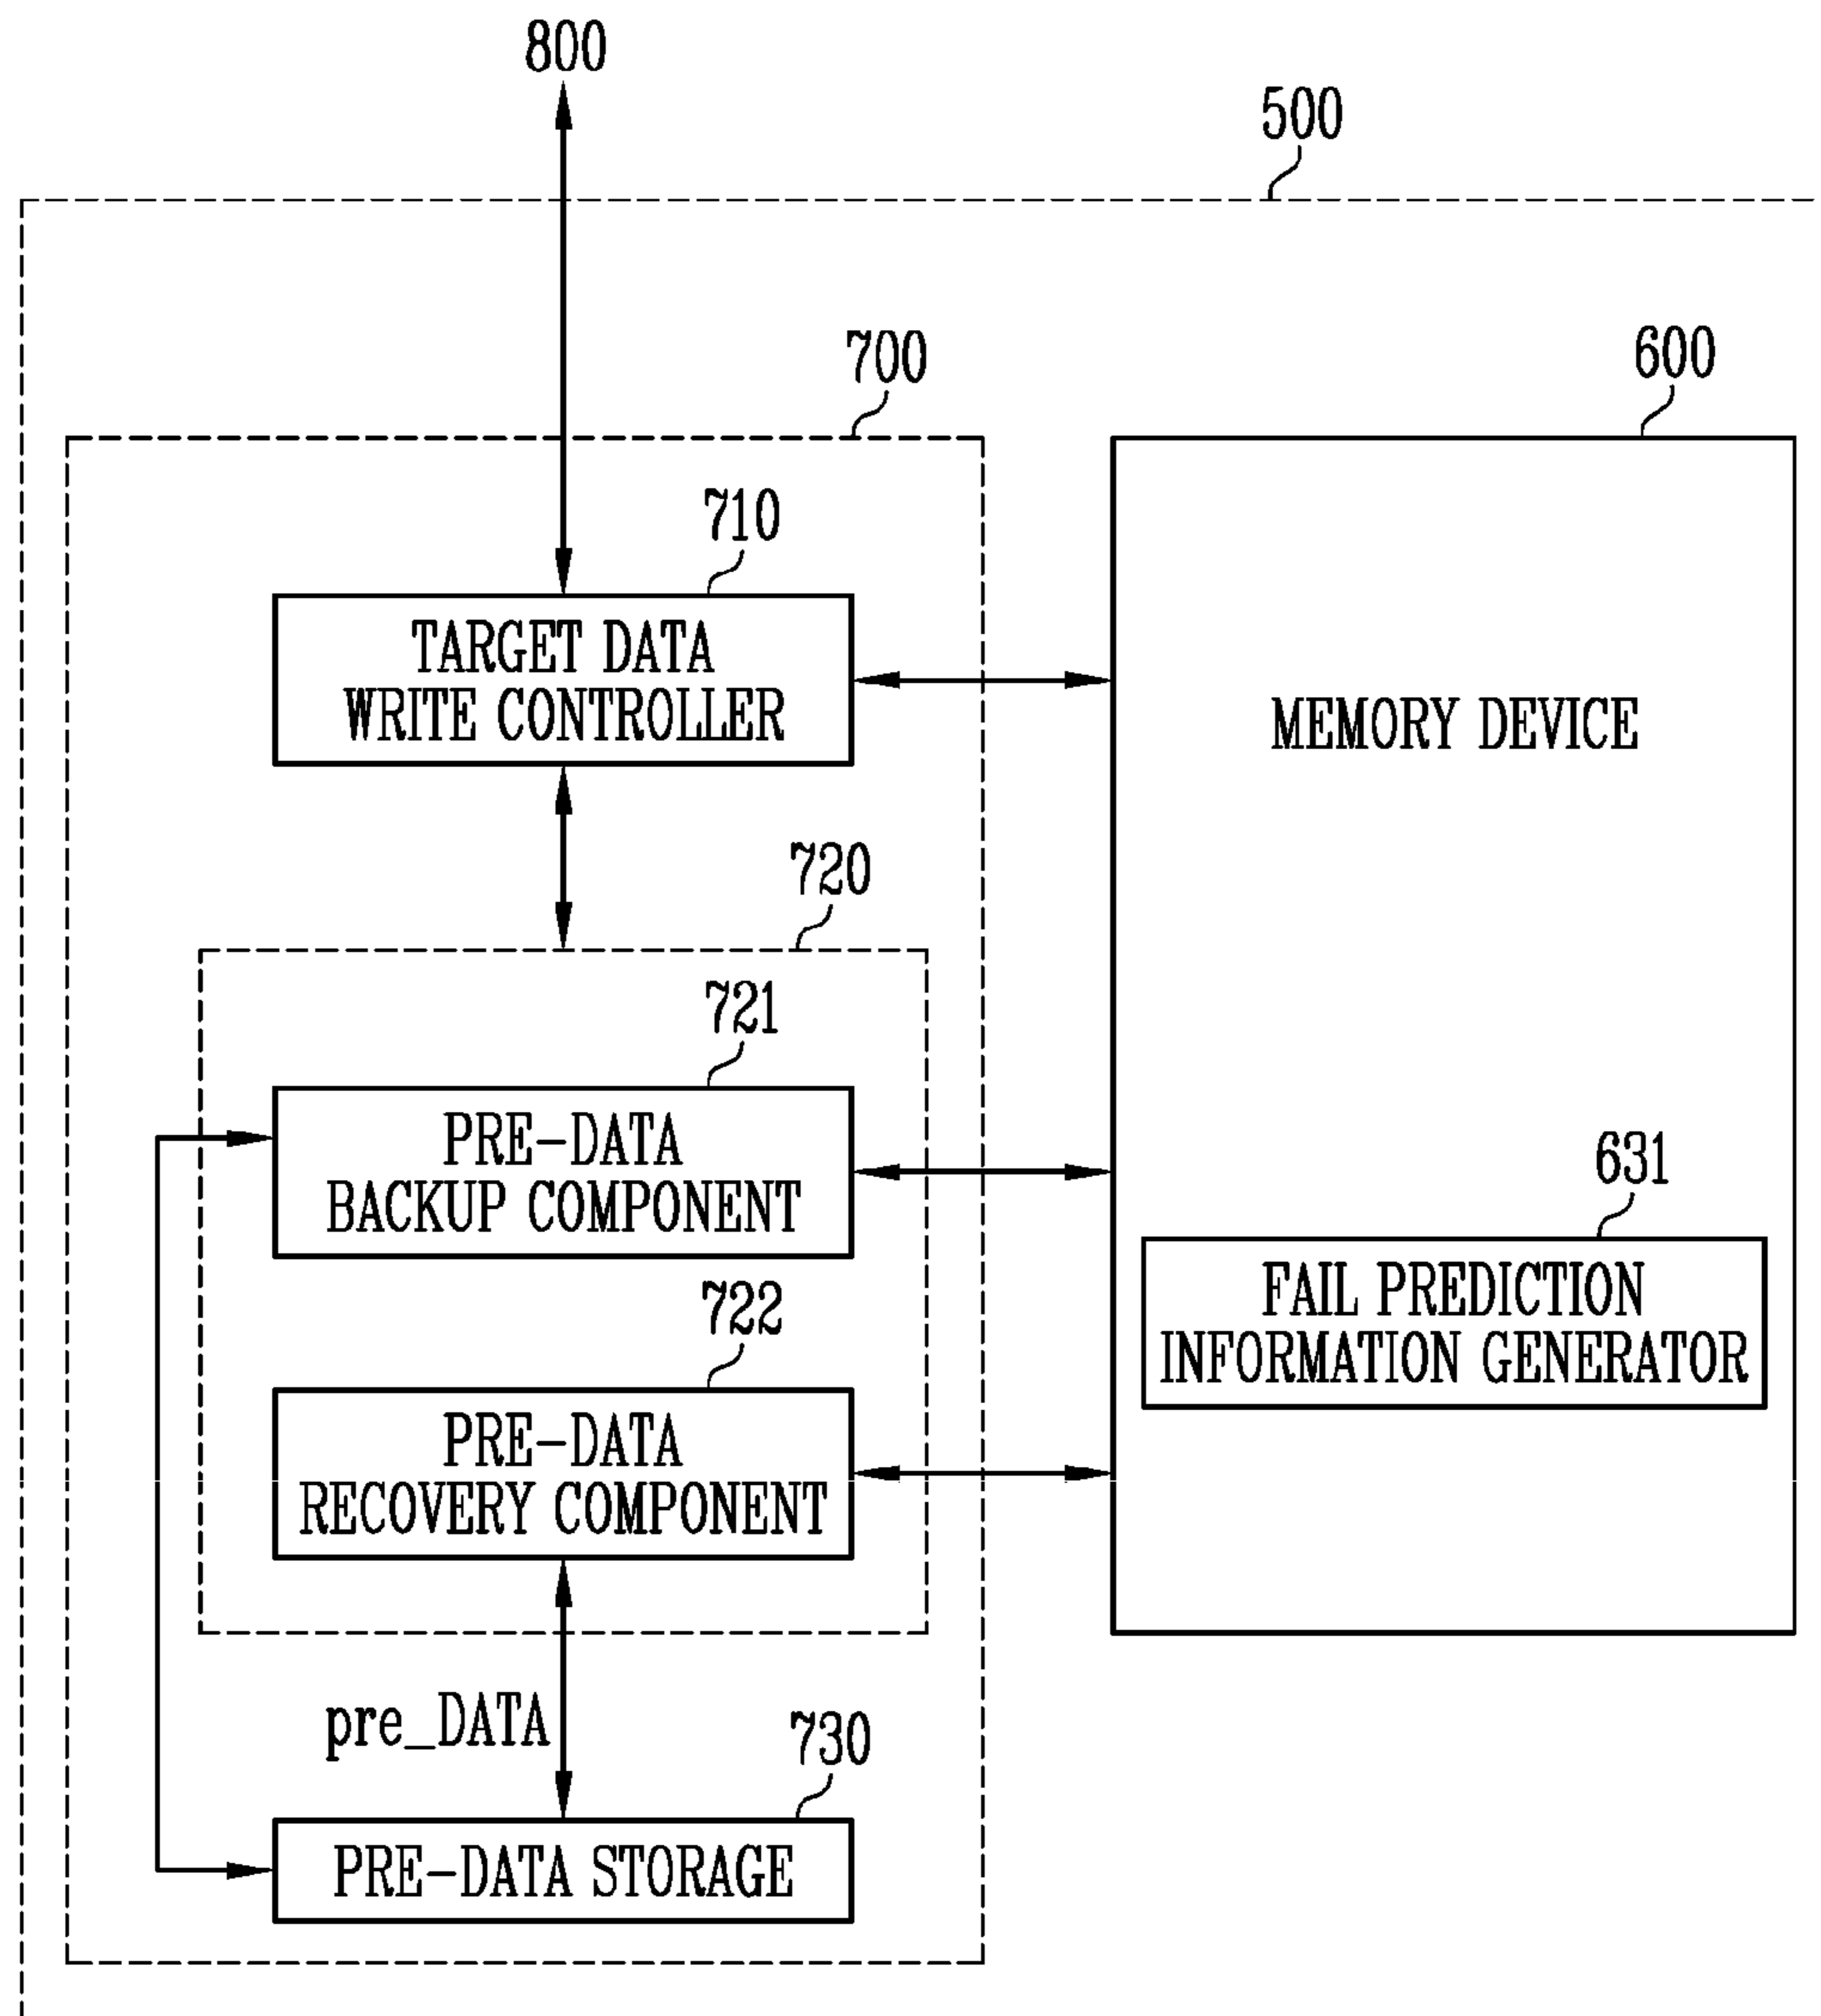 800
500
700
600
710
TARGET DATA
WRITE CONTROLLER
MEMORY DEVICE
720
721
PRE-DATA
BACKUP COMPONENT
631
FAIL PREDICTION
INFORMATION GENERATOR
722
PRE-DATA
RECOVERY COMPONENT
pre_DATA
730
PRE-DATA STORAGE